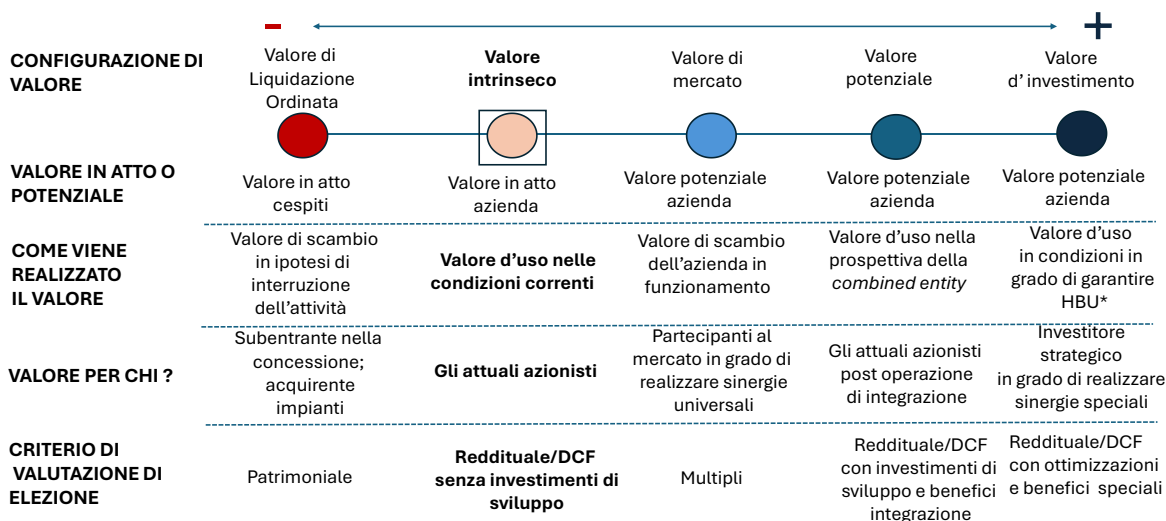 -
+
CONFIGURAZIONE DI
VALORE
Valore di
Liquidazione
Ordinata
Valore
intrinseco
Valore di
mercato
Valore
potenziale
Valore
d’investimento
VALORE IN ATTO O
POTENZIALE
Valore in atto
cespiti
Valore in atto
azienda
Valore potenziale
azienda
Valore potenziale
azienda
Valore potenziale
azienda
COME VIENE
REALIZZATO
IL VALORE
Valore di scambio
in ipotesi di
interruzione
dell’attività
Valore d’uso nelle
condizioni correnti
Valore di scambio
dell’azienda in
funzionamento
Valore d’uso nella
prospettiva della
combined entity
Valore d’uso
in condizioni in
grado di garantire
HBU*
VALORE PER CHI ?
Subentrante nella
concessione;
acquirente
impianti
Gli attuali azionisti
Partecipanti al
mercato in grado di
realizzare sinergie
universali
Gli attuali azionisti
post operazione
di integrazione
Investitore
strategico
in grado di realizzare
sinergie speciali
CRITERIO DI
VALUTAZIONE DI
ELEZIONE
Patrimoniale
Reddituale/DCF
senza investimenti di
sviluppo
Multipli
Reddituale/DCF
con investimenti di
sviluppo e benefici
integrazione
Reddituale/DCF
con ottimizzazioni
e benefici speciali